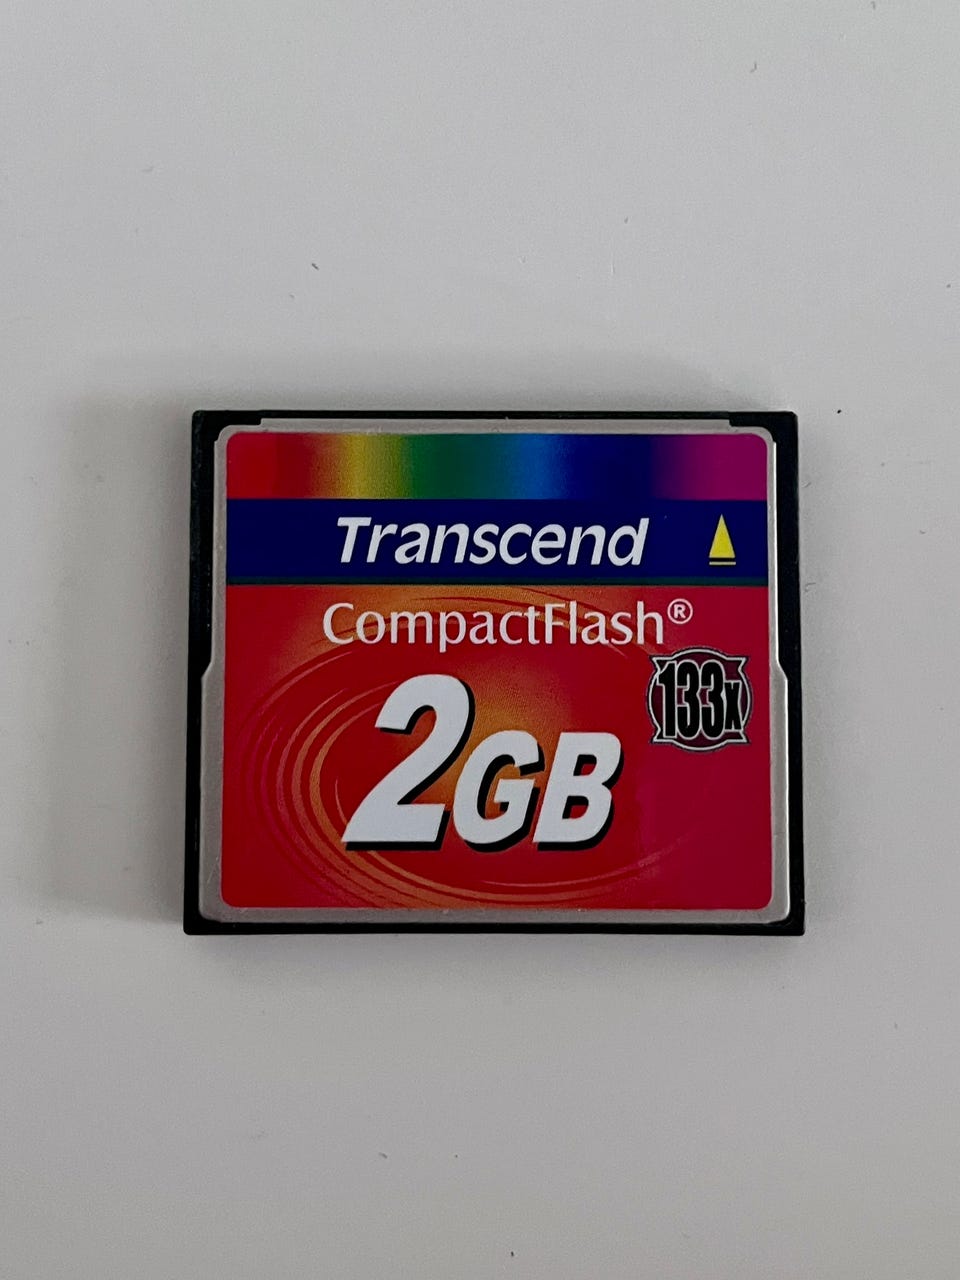 Transcend
CompactFlash®
133x
2GB